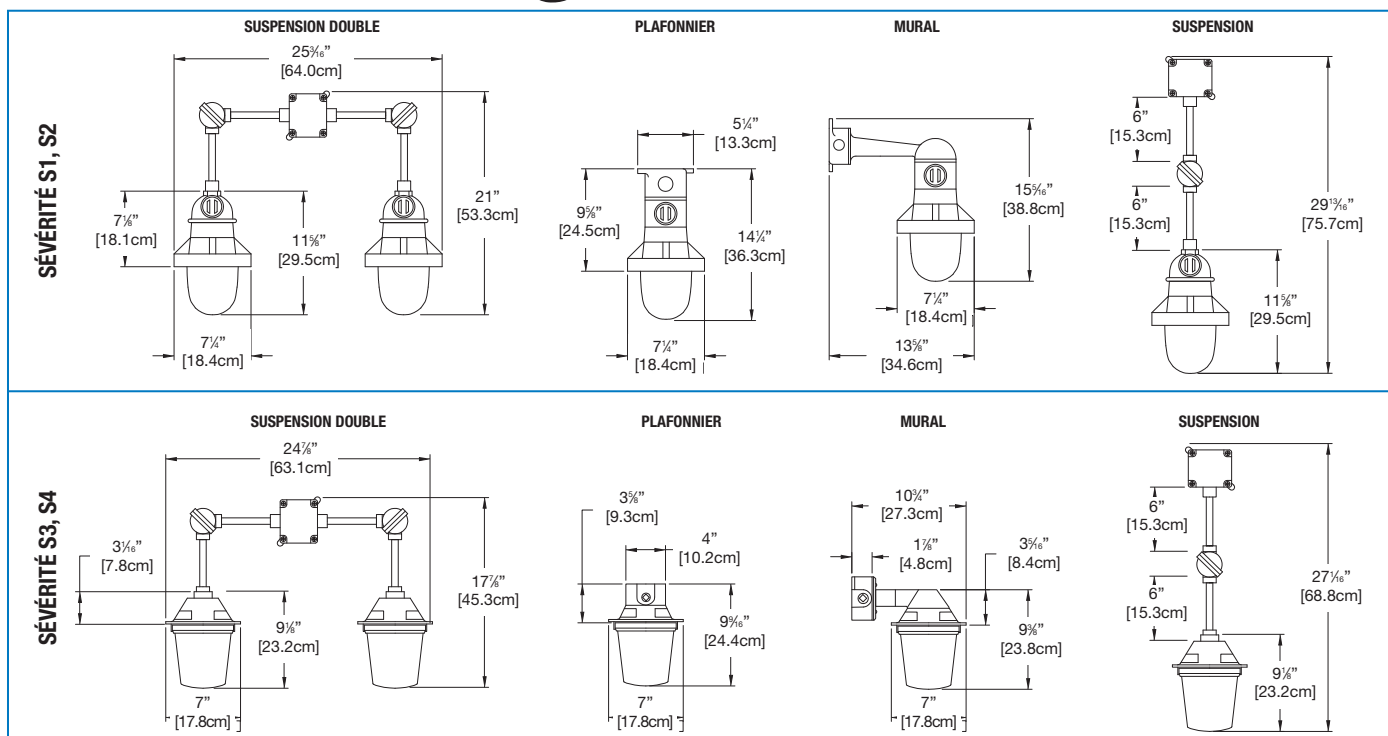 SÉVÉRITÉ S1, S2
SUSPENSION DOUBLE
25³⁄₁₆”
[64.0cm]
21”
[53.3cm]
7⅛”
[18.1cm]
11⅝”
[29.5cm]
7¼”
[18.4cm]
PLAFONNIER
5¼”
[13.3cm]
9⅝”
[24.5cm]
14¼”
[36.3cm]
7¼”
[18.4cm]
MURAL
15⁵⁄₁₆”
[38.8cm]
7¼”
[18.4cm]
13⅝”
[34.6cm]
SUSPENSION
6”
[15.3cm]
6”
[15.3cm]
29¹³⁄₁₆”
[75.7cm]
11⅝”
[29.5cm]
SÉVÉRITÉ S3, S4
SUSPENSION DOUBLE
24⅞”
[63.1cm]
3¹⁄₁₆”
[7.8cm]
17⅞”
[45.3cm]
9⅛”
[23.2cm]
7”
[17.8cm]
PLAFONNIER
3⅝”
[9.3cm]
4”
[10.2cm]
9⁹⁄₁₆”
[24.4cm]
7”
[17.8cm]
MURAL
10¾”
[27.3cm]
1⅞”
[4.8cm]
3⁵⁄₁₆”
[8.4cm]
9⅜”
[23.8cm]
7”
[17.8cm]
SUSPENSION
6”
[15.3cm]
6”
[15.3cm]
27¹⁄₁₆”
[68.8cm]
9⅛”
[23.2cm]